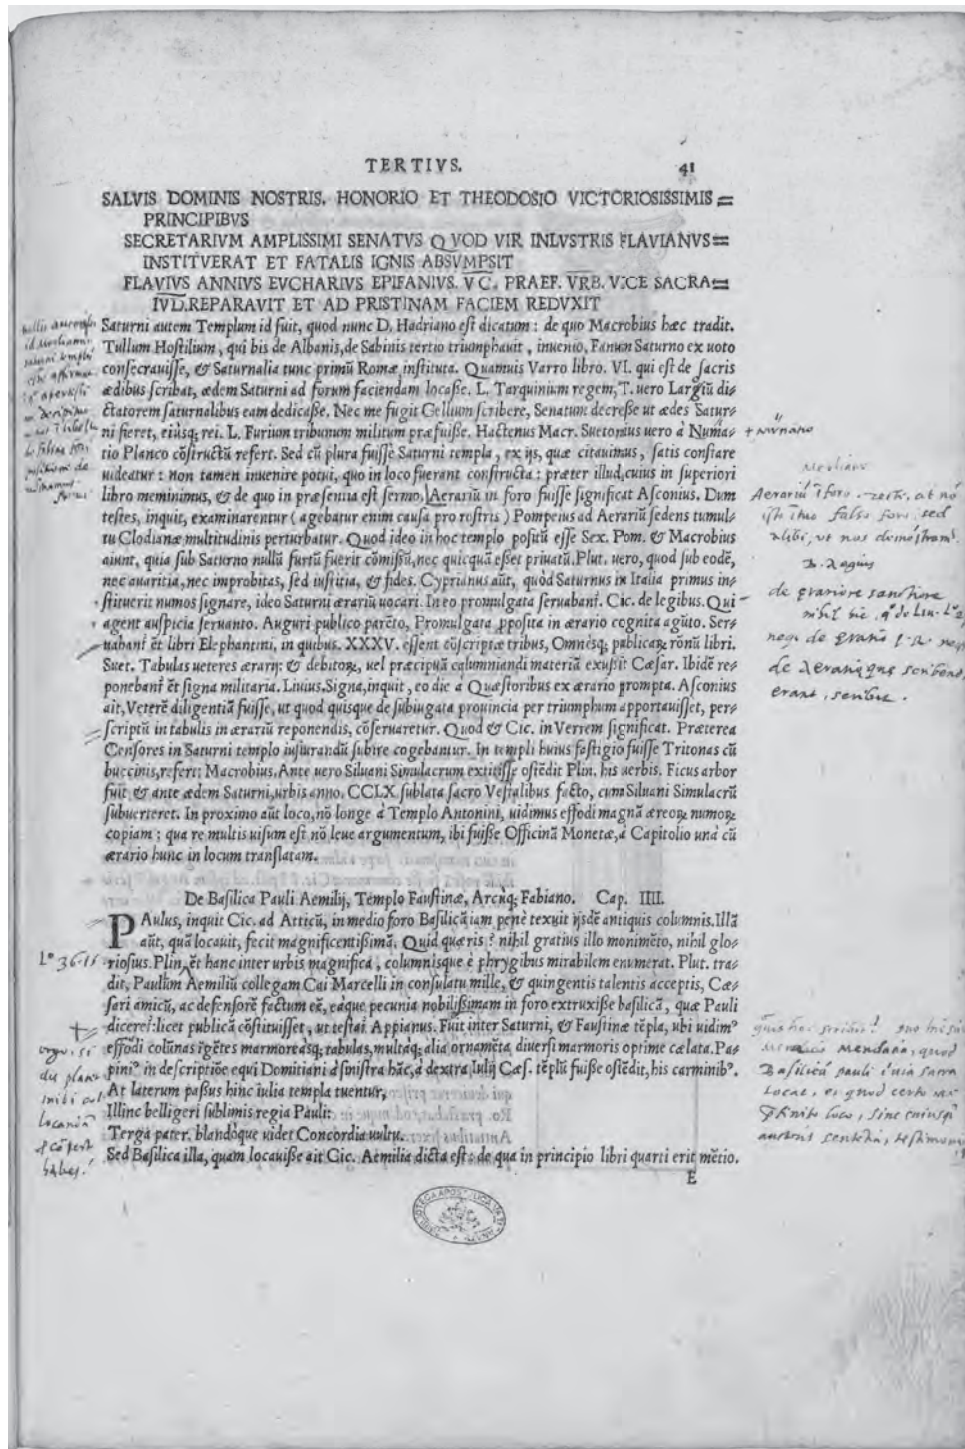 TERTIVS. 41
SALVIS DOMINIS NOSTRIS. HONORIO ET THEODOSIO VICTORIOSISSIMIS =
PRINCIPIBVS
SECRETARIVM AMPLISSIMI SENATVS QVOD VIR INLVSTRIS FLAVIANVS =
INSTITVERAT ET FATALIS IGNIS ABSVMPSIT
FLAVIVS ANNIVS EVCHARIVS EPIFANIVS. V C. PRAEF. VRB. VICE SACRA =
IVD. REPARAVIT ET AD PRISTINAM FACIEM REDVXIT
Saturni autem Templum id fuit, quod nunc D. Hadriano est dicatum: de quo Macrobius hæc tradit.
Tullum Hostilium, qui bis de Albanis, de Sabinis tertio triumphauit, inuenio, Fanum Saturno ex uoto
consecrauisse, & Saturnalia tunc primũ Romæ instituta. Quamuis Varro libro. VI. qui est de sacris
ædibus scribat, ædem Saturni ad forum faciendam locasse. L. Tarquinium regem, T. uero Largiũ di-
ctatorem saturnalibus eam dedicasse. Nec me fugit Gellium scribere, Senatum decresse ut ædes Satur-
ni fieret, eiúsq; rei. L. Furium tribunum militum præfuisse. Hactenus Macr. Suetonius uero à Numa-
tio Planco cõstructũ refert. Sed cũ plura fuisse Saturni templa, ex ijs, quæ citauimus, satis constare
uideatur: non tamen inuenire potui, quo in loco fuerant constructa: præter illud, cuius in superiori
libro meminimus, & de quo in præsentia est sermo, Aerariũ in foro fuisse significat Asconius. Dum
testes, inquit, examinarentur (agebatur enim causa pro rostris) Pompeius ad Aerariũ sedens tumul-
tu Clodianæ multitudinis perturbatur. Quod ideo in hoc templo positũ esse Sex. Pom. & Macrobius
aiunt, quia sub Saturno nullũ furtũ fuerit cõmissũ, nec quicquã esset priuatũ. Plut. uero, quod sub eodẽ,
nec auaritia, nec improbitas, sed iustitia, & fides. Cyprianus aũt, quòd Saturnus in Italia primus in-
stituerit numos signare, ideo Saturni ærariũ uocari. In eo promulgata seruabant̃. Cic. de legibus. Qui
agent auspicia seruanto. Auguri publico parẽto, Promulgata ꝓposita in ærario cognita agũto. Ser-
uabant̃ et libri Elephantini, in quibus. XXXV. essent cõscriptæ tribus, Omnésq; publicaꝝ rõnũ libri.
Suet. Tabulas ueteres ærarij: & debitoꝝ, uel præcipuã calumniandi materiã exussit Cæsar. Ibidẽ re-
ponebant̃ et signa militaria. Liuius. Signa, inquit, eo die à Quæstoribus ex ærario prompta. Asconius
ait, Veterẽ diligentiã fuisse, ut quod quisque de subiugata prouincia per triumphum apportauisset, per-
scriptũ in tabulis in ærariũ reponendis, cõseruaretur. Quod & Cic. in Verrem significat. Præterea
Censores in Saturni templo iusiurandũ subire cogebantur. In templi huius festigio fuisse Tritonas cũ
buccinis, refert Macrobius. Ante uero Siluani Simulacrum extitisse ostẽdit Plin. his uerbis. Ficus arbor
fuit & ante ædem Saturni, urbis anno. CCLX. sublata sacro Vestalibus facto, cum Siluani Simulacrũ
subuerteret. In proximo aũt loco, nõ longe à Templo Antonini, uidimus effodi magnã æreoꝝ numoꝝ
copiam: qua re multis uisum est nõ leue argumentum, ibi fuisse Officinã Monetæ, à Capitolio unà cũ
ærario hunc in locum translatam.
De Basilica Pauli Aemilij, Templo Faustinæ, Arcuq; Fabiano. Cap. IIII.
PAulus, inquit Cic. ad Atticũ, in medio foro Basilicã iam penè texuit ijsdẽ antiquis columnis. Illã
aũt, quã locauit, fecit magnificentissimã. Quid quæris? nihil gratius illo monimẽto, nihil glo-
riosius. Plin. et hanc inter urbis magnifica, columnisque è phrygibus mirabilem enumerat. Plut. tra-
dit, Paulum Aemiliũ collegam Cai Marcelli in consulatu mille, & quingentis talentis acceptis, Cæ-
sari amicũ, ac defensorẽ factum eẽ, eáque pecunia nobilissimam in foro extruxisse basilicã, quæ Pauli
diceret̃: licet publicã cõstituisset, ut testat̃ Appianus. Fuit inter Saturni, & Faustinæ tẽpla, ubi uidimꝰ
effodi colũnas ĩgẽtes marmoreásq; tabulas, multáq; alia ornamẽta diuersi marmoris optime cælata. Pa-
piniꝰ in descriptiõe equi Domitiani à sinistra hãc, à dextra Iulij Cæs. tẽplũ fuisse ostẽdit, his carminibꝰ.
At laterum passus hinc iulia templa tuentur,
Illinc belligeri sublimis regia Pauli:
Terga pater, blandóque uidet Concordia uultu.
Sed Basilica illa, quam locauisse ait Cic. Aemilia dicta est: de qua in principio libri quarti erit mẽtio.
E
+ Munatio
Lº 36.15